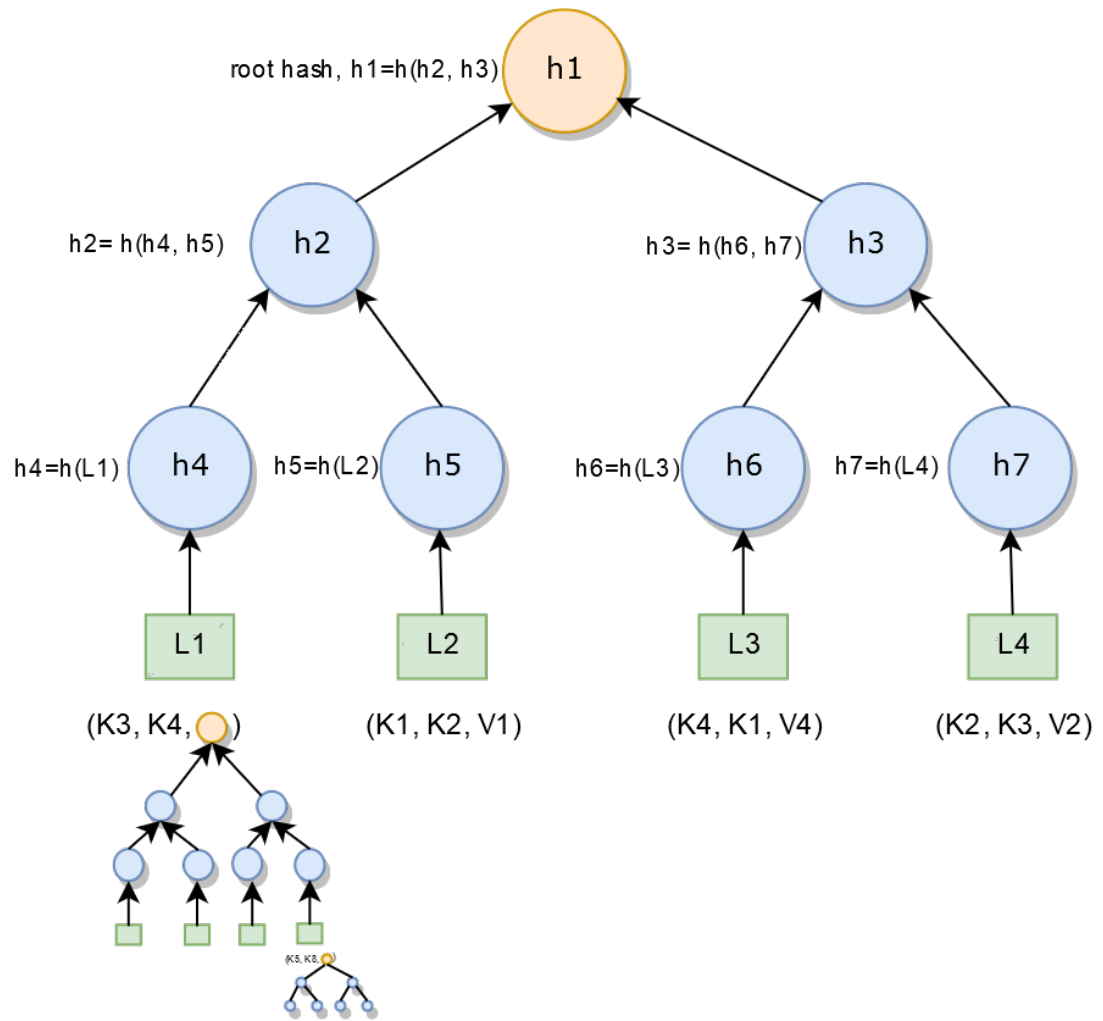 root hash, h1=h(h2, h3)
h1
h2= h(h4, h5)
h2
h3= h(h6, h7)
h3
h4=h(L1)
h4
h5=h(L2)
h5
h6=h(L3)
h6
h7=h(L4)
h7
L1
L2
L3
L4
(K3, K4, )
(K1, K2, V1)
(K4, K1, V4)
(K2, K3, V2)
(K5, K8, )